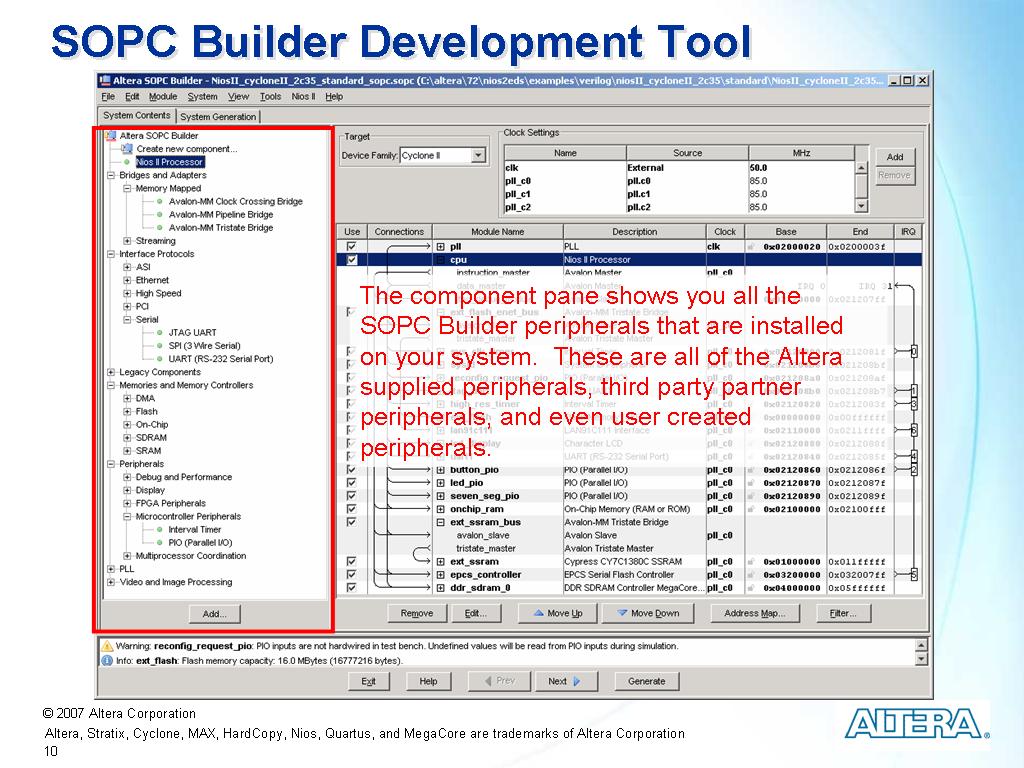 SOPC Builder Development Tool
Altera SOPC Builder - NiosII_cycloneII_2c35_standard_sopc.sopc (C:\altera\72\nios2eds\examples\verilog\niosII_cycloneII_2c35\standard\NiosII_cycloneII_2c35...
File Edit Module System View Tools Nios II Help
System Contents System Generation
Altera SOPC Builder
Create new component...
Nios II Processor
Bridges and Adapters
Memory Mapped
Avalon-MM Clock Crossing Bridge
Avalon-MM Pipeline Bridge
Avalon-MM Tristate Bridge
Streaming
Interface Protocols
ASI
Ethernet
High Speed
PCI
Serial
JTAG UART
SPI (3 Wire Serial)
UART (RS-232 Serial Port)
Legacy Components
Memories and Memory Controllers
DMA
Flash
On-Chip
SDRAM
SRAM
Peripherals
Debug and Performance
Display
FPGA Peripherals
Microcontroller Peripherals
Interval Timer
PIO (Parallel I/O)
Multiprocessor Coordination
PLL
Video and Image Processing
Add...
Target
Device Family: Cyclone II
Clock Settings
Name Source MHz
clk External 50.0
pll_c0 pll.c0 85.0
pll_c1 pll.c1 85.0
pll_c2 pll.c2 85.0
Add
Remove
Use Connections Module Name Description Clock Base End IRQ
pll PLL clk 0x02000020 0x0200003f
cpu Nios II Processor
instruction_master Avalon Master pll_c0
data_master Avalon Master IRQ 0 IRQ 31
The component pane shows you all the
SOPC Builder peripherals that are installed
on your system. These are all of the Altera
supplied peripherals, third party partner
peripherals, and even user created
peripherals.
button_pio PIO (Parallel I/O) pll_c0 0x02120860 0x0212086f
led_pio PIO (Parallel I/O) pll_c0 0x02120870 0x0212087f
seven_seg_pio PIO (Parallel I/O) pll_c0 0x02120890 0x0212089f
onchip_ram On-Chip Memory (RAM or ROM) pll_c0 0x02100000 0x02100fff
ext_ssram_bus Avalon-MM Tristate Bridge
avalon_slave Avalon Slave pll_c0
tristate_master Avalon Tristate Master
ext_ssram Cypress CY7C1380C SSRAM pll_c0 0x01000000 0x011fffff
epcs_controller EPCS Serial Flash Controller pll_c0 0x03200000 0x032007ff 5
ddr_sdram_0 DDR SDRAM Controller MegaCore... pll_c0 0x04000000 0x05ffffff
Remove Edit... Move Up Move Down Address Map... Filter...
Warning: reconfig_request_pio: PIO inputs are not hardwired in test bench. Undefined values will be read from PIO inputs during simulation.
Info: ext_flash: Flash memory capacity: 16.0 MBytes (16777216 bytes).
Exit Help Prev Next Generate
© 2007 Altera Corporation
Altera, Stratix, Cyclone, MAX, HardCopy, Nios, Quartus, and MegaCore are trademarks of Altera Corporation
10
ALTERA®